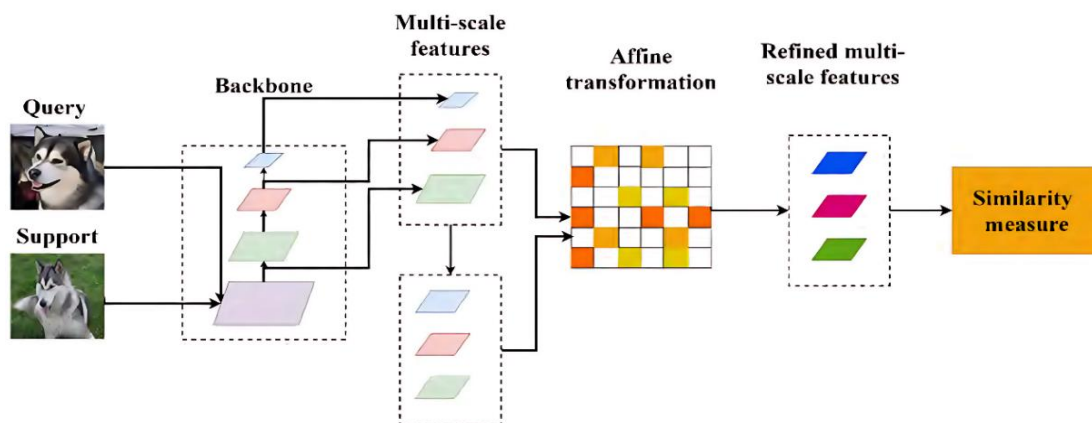 Query
Support
Backbone
Multi-scale
features
Affine
transformation
Refined multi-
scale features
Similarity
measure